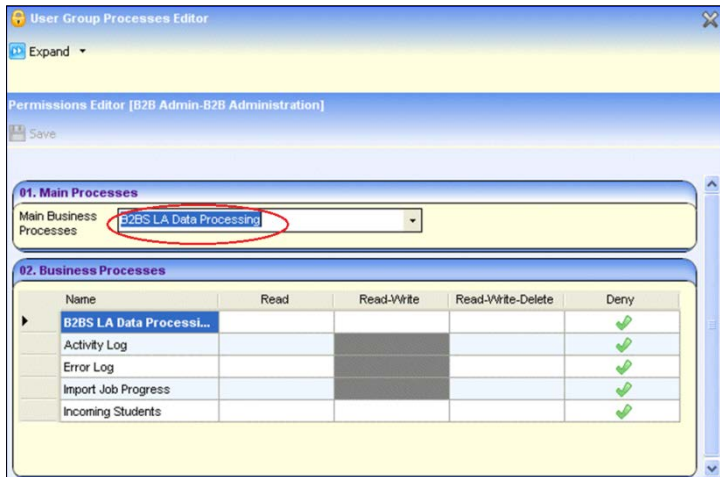 User Group Processes Editor
Expand
Permissions Editor [B2B Admin-B2B Administration]
Save
01. Main Processes
Main Business Processes B2BS LA Data Processing
02. Business Processes
Name Read Read-Write Read-Write-Delete Deny
B2BS LA Data Processi...
Activity Log
Error Log
Import Job Progress
Incoming Students